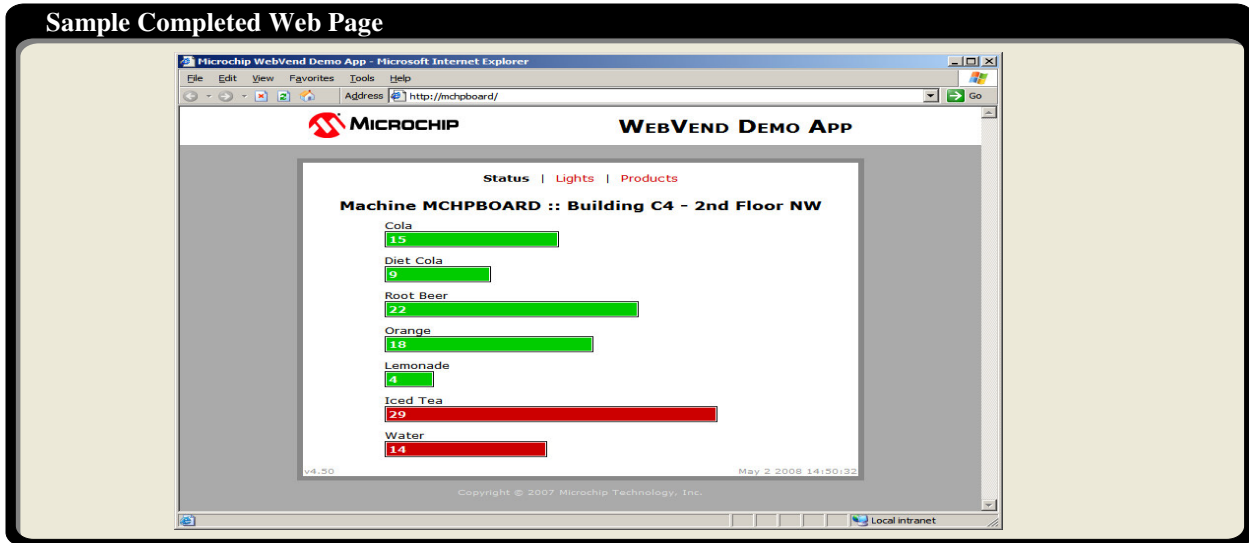 Sample Completed Web Page
Microchip WebVend Demo App - Microsoft Internet Explorer
File Edit View Favorites Tools Help
Address http://mchpboard/ Go
MICROCHIP WEBVEND DEMO APP
Status | Lights | Products
Machine MCHPBOARD :: Building C4 - 2nd Floor NW
Cola
15
Diet Cola
9
Root Beer
22
Orange
18
Lemonade
4
Iced Tea
29
Water
14
v4.50 May 2 2008 14:50:32
Copyright © 2007 Microchip Technology, Inc.
Local intranet